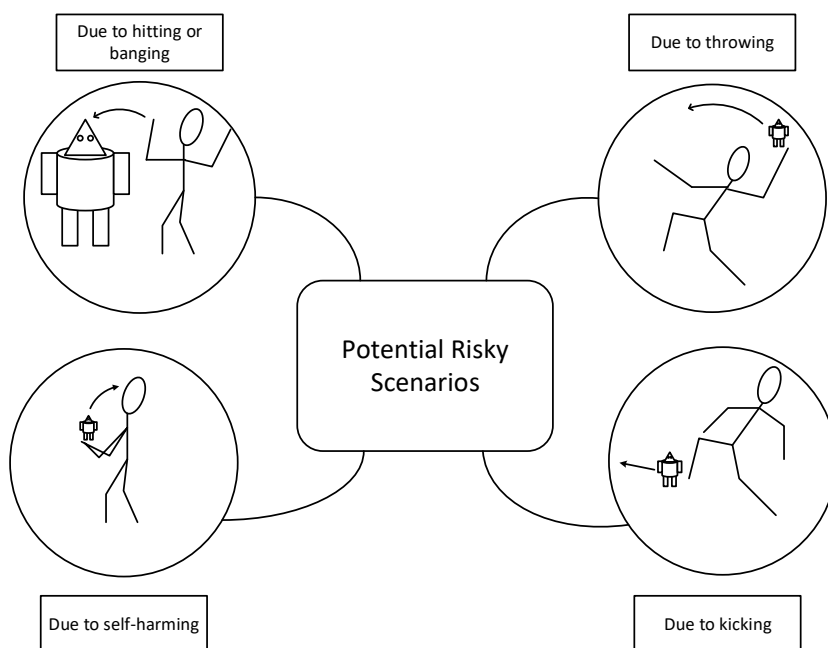 Due to hitting or
banging
Due to throwing
Potential Risky
Scenarios
Due to self-harming
Due to kicking